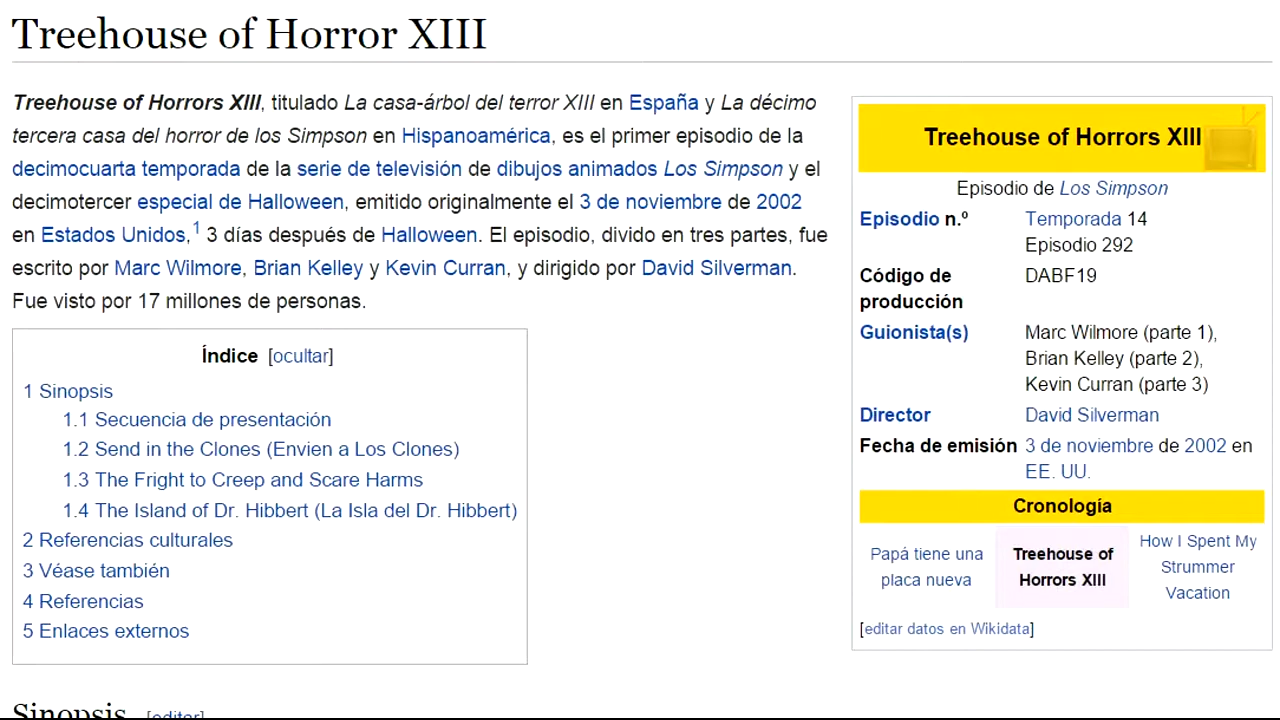 Treehouse of Horror XIII
Treehouse of Horrors XIII, titulado La casa-árbol del terror XIII en España y La décimo
tercera casa del horror de los Simpson en Hispanoamérica, es el primer episodio de la
decimocuarta temporada de la serie de televisión de dibujos animados Los Simpson y el
decimotercer especial de Halloween, emitido originalmente el 3 de noviembre de 2002
en Estados Unidos,1 3 días después de Halloween. El episodio, divido en tres partes, fue
escrito por Marc Wilmore, Brian Kelley y Kevin Curran, y dirigido por David Silverman.
Fue visto por 17 millones de personas.
Índice [ocultar]
1 Sinopsis
1.1 Secuencia de presentación
1.2 Send in the Clones (Envien a Los Clones)
1.3 The Fright to Creep and Scare Harms
1.4 The Island of Dr. Hibbert (La Isla del Dr. Hibbert)
2 Referencias culturales
3 Véase también
4 Referencias
5 Enlaces externos
Sinopsis [editar]
Treehouse of Horrors XIII
Episodio de Los Simpson
Episodio n.º Temporada 14
Episodio 292
Código de DABF19
producción
Guionista(s) Marc Wilmore (parte 1),
Brian Kelley (parte 2),
Kevin Curran (parte 3)
Director David Silverman
Fecha de emisión 3 de noviembre de 2002 en
EE. UU.
Cronología
Papá tiene una
placa nueva
Treehouse of
Horrors XIII
How I Spent My
Strummer
Vacation
[editar datos en Wikidata]